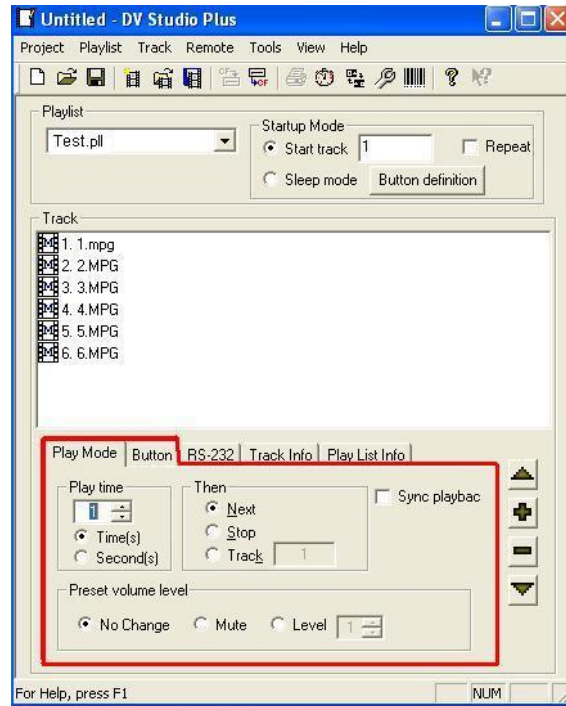 Untitled - DV Studio Plus
Project Playlist Track Remote Tools View Help
Playlist
Test.pll
Startup Mode
Start track 1 Repeat
Sleep mode Button definition
Track
1. 1.mpg
2. 2.MPG
3. 3.MPG
4. 4.MPG
5. 5.MPG
6. 6.MPG
Play Mode Button RS-232 Track Info Play List Info
Play time
1
Time(s)
Second(s)
Then
Next
Stop
Track 1
Sync playbac
Preset volume level
No Change Mute Level 1
For Help, press F1 NUM